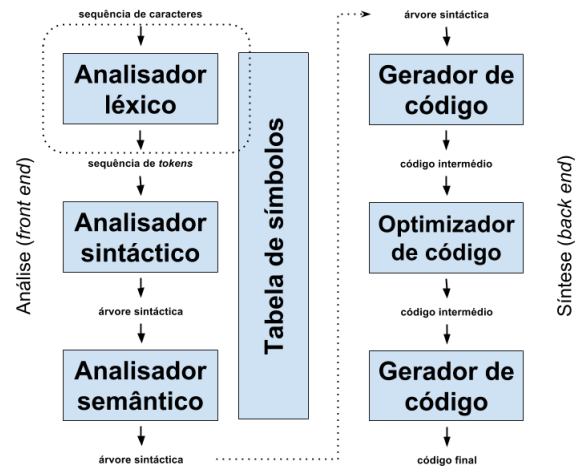 sequência de caracteres
Analisador
léxico
sequência de tokens
Analisador
sintáctico
árvore sintáctica
Analisador
semântico
árvore sintáctica
Análise (front end)
Tabela de símbolos
árvore sintáctica
Gerador de
código
código intermédio
Optimizador
de código
código intermédio
Gerador de
código
código final
Síntese (back end)